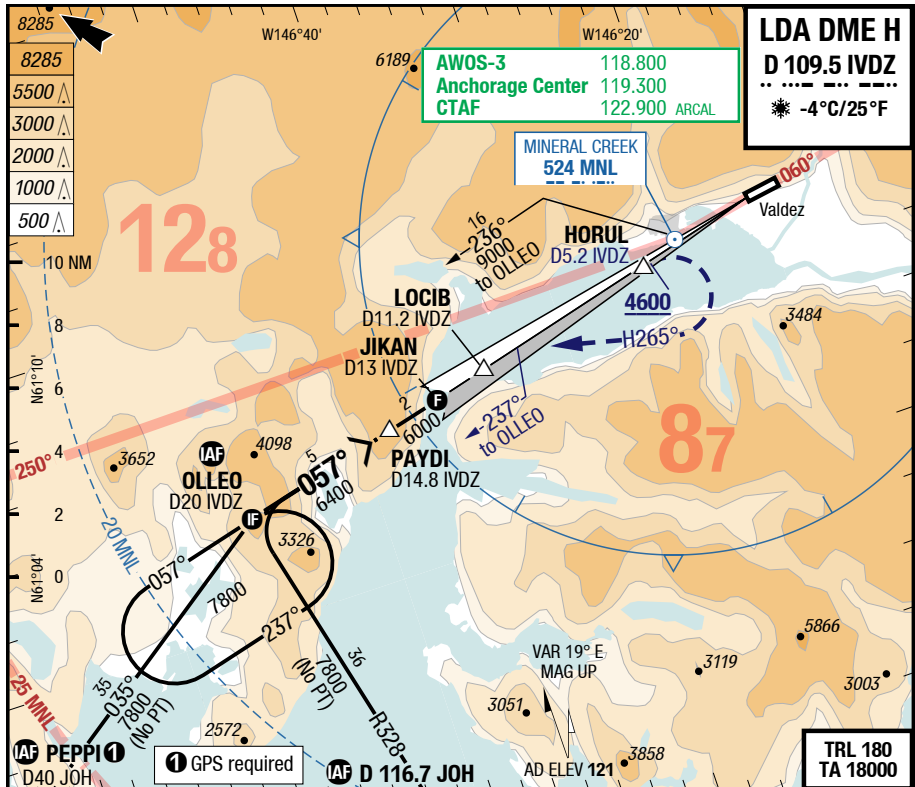 8285
8285
5500
3000
2000
1000
500
W146°40'
W146°20'
6189
AWOS-3 118.800
Anchorage Center 119.300
CTAF 122.900 ARCAL
LDA DME H
D 109.5 IVDZ
-4°C/25°F
MINERAL CREEK
524 MNL
060°
Valdez
128
16
236°
9000
to OLLEO
HORUL
D5.2 IVDZ
4600
H265°
3484
10 NM
8
6
4
2
0
N61°10'
N61°04'
LOCIB
D11.2 IVDZ
JIKAN
D13 IVDZ
F
2
6000
237°
to OLLEO
87
PAYDI
D14.8 IVDZ
250°
3652
IAF
4098
OLLEO
D20 IVDZ
IF
5
057°
6400
20 MNL
3326
057°
7800
237°
36
7800
(No PT)
R328
35
035°
7800
(No PT)
25 MNL
2572
IAF PEPPI 1
D40 JOH
1 GPS required
IAF D 116.7 JOH
VAR 19° E
MAG UP
3051
3119
5866
3003
3858
AD ELEV 121
TRL 180
TA 18000